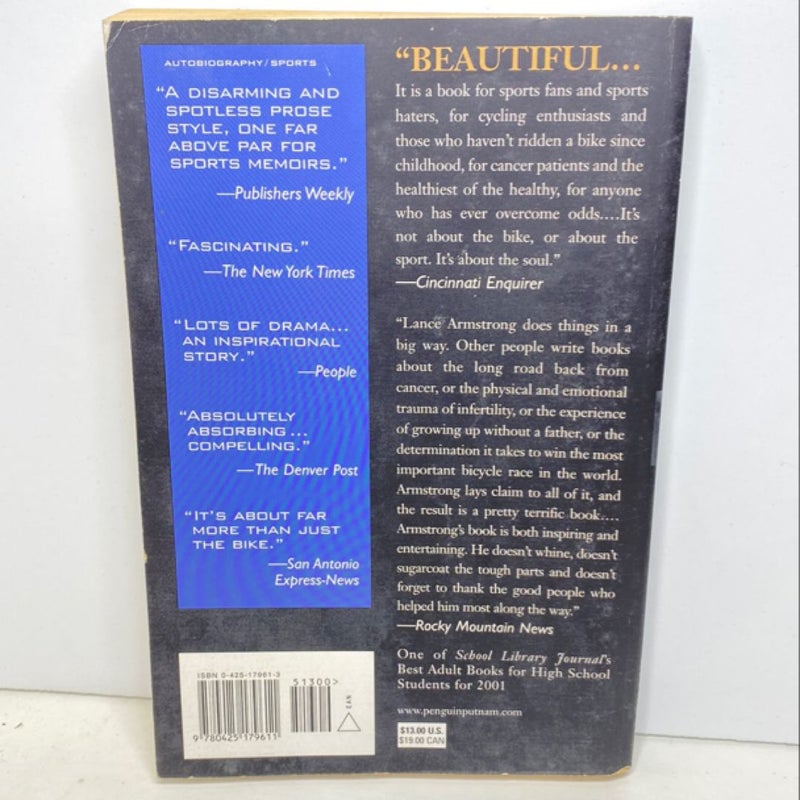 AUTOBIOGRAPHY/SPORTS
“A DISARMING AND
SPOTLESS PROSE
STYLE, ONE FAR
ABOVE PAR FOR
SPORTS MEMOIRS.”
—Publishers Weekly
“FASCINATING.”
—The New York Times
“LOTS OF DRAMA...
AN INSPIRATIONAL
STORY.”
—People
“ABSOLUTELY
ABSORBING...
COMPELLING.”
—The Denver Post
“IT’S ABOUT FAR
MORE THAN JUST
THE BIKE.”
—San Antonio
Express-News
“BEAUTIFUL...
It is a book for sports fans and sports
haters, for cycling enthusiasts and
those who haven’t ridden a bike since
childhood, for cancer patients and the
healthiest of the healthy, for anyone
who has ever overcome odds....It’s
not about the bike, or about the
sport. It’s about the soul.”
—Cincinnati Enquirer
“Lance Armstrong does things in a
big way. Other people write books
about the long road back from
cancer, or the physical and emotional
trauma of infertility, or the experience
of growing up without a father, or the
determination it takes to win the most
important bicycle race in the world.
Armstrong lays claim to all of it, and
the result is a pretty terrific book....
Armstrong’s book is both inspiring and
entertaining. He doesn’t whine, doesn’t
sugarcoat the tough parts and doesn’t
forget to thank the good people who
helped him most along the way.”
—Rocky Mountain News
One of School Library Journal’s
Best Adult Books for High School
Students for 2001
www.penguinputnam.com
$13.00 U.S.
$19.00 CAN
ISBN 0-425-17961-3
51300>
EAN
9 780425 179611